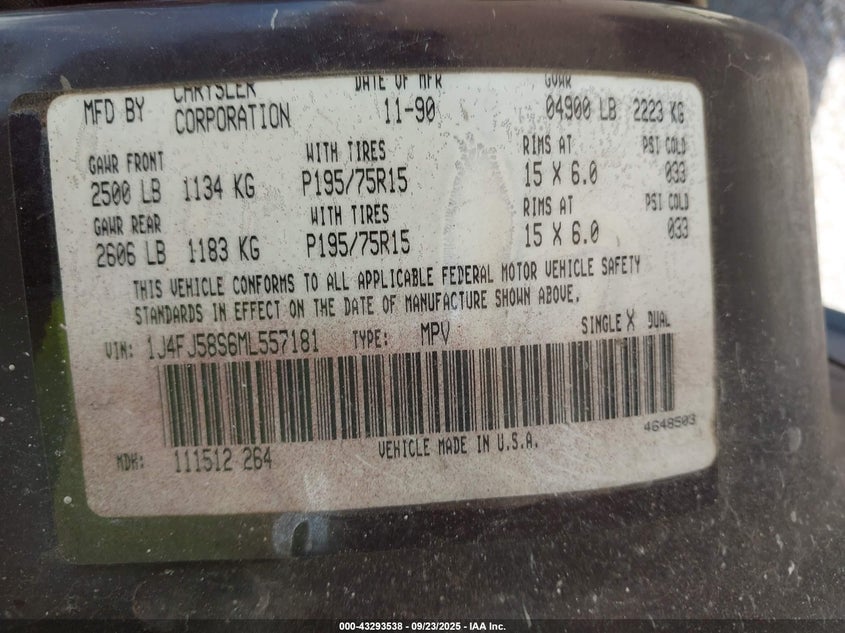 MFD BY CHRYSLER CORPORATION DATE OF MFR 11-90 GVWR 04900 LB 2223 KG
GAWR FRONT WITH TIRES RIMS AT PSI COLD
2500 LB 1134 KG P195/75R15 15 X 6.0 033
GAWR REAR WITH TIRES RIMS AT PSI COLD
2606 LB 1183 KG P195/75R15 15 X 6.0 033
THIS VEHICLE CONFORMS TO ALL APPLICABLE FEDERAL MOTOR VEHICLE SAFETY
STANDARDS IN EFFECT ON THE DATE OF MANUFACTURE SHOWN ABOVE.
VIN: 1J4FJ58S6ML557181 TYPE: MPV SINGLE X DUAL
4648503
MDH: 111512 264 VEHICLE MADE IN U.S.A.
000-43293538 - 09/23/2025 - IAA Inc.